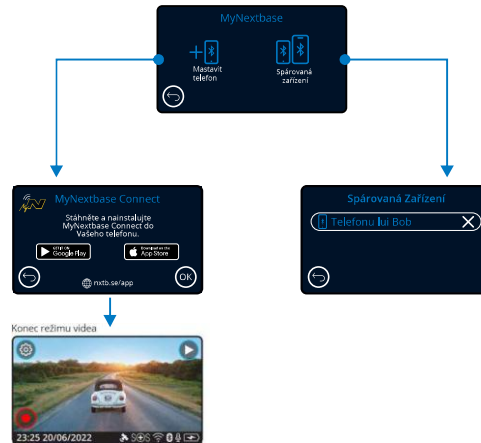 MyNextbase
Mastavit
telefon
Spárovaná
zařízení
MyNextbase Connect
Stáhněte a nainstalujte
MyNextbase Connect do
Vašeho telefonu.
GET IT ON
Google Play
Download on the
App Store
nxtb.se/app
OK
Spárovaná Zařízení
Telefonu lui Bob
Konec režimu videa
23:25 20/06/2022
SOS